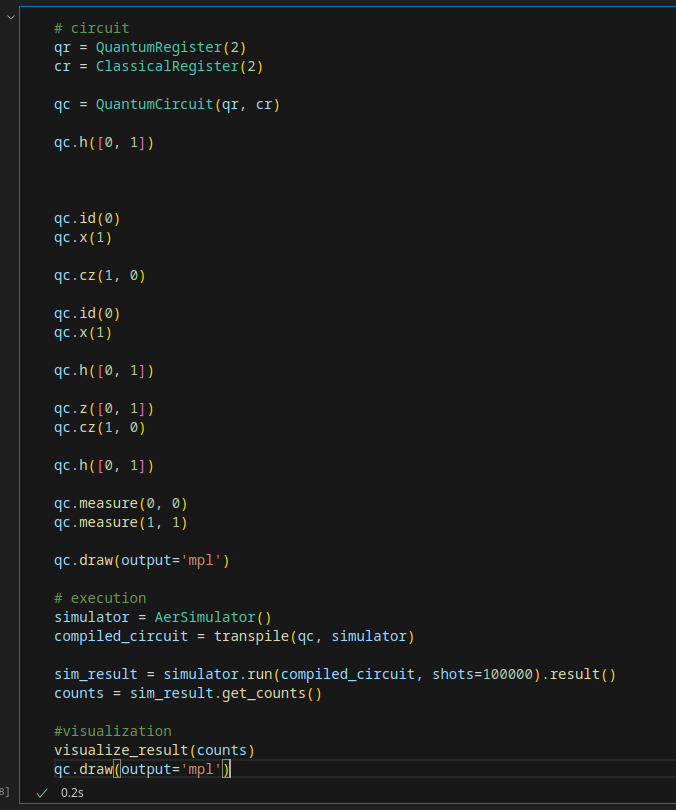 # circuit
qr = QuantumRegister(2)
cr = ClassicalRegister(2)
qc = QuantumCircuit(qr, cr)
qc.h([0, 1])
qc.id(0)
qc.x(1)
qc.cz(1, 0)
qc.id(0)
qc.x(1)
qc.h([0, 1])
qc.z([0, 1])
qc.cz(1, 0)
qc.h([0, 1])
qc.measure(0, 0)
qc.measure(1, 1)
qc.draw(output='mpl')
# execution
simulator = AerSimulator()
compiled_circuit = transpile(qc, simulator)
sim_result = simulator.run(compiled_circuit, shots=100000).result()
counts = sim_result.get_counts()
#visualization
visualize_result(counts)
qc.draw(output='mpl')
✓ 0.2s